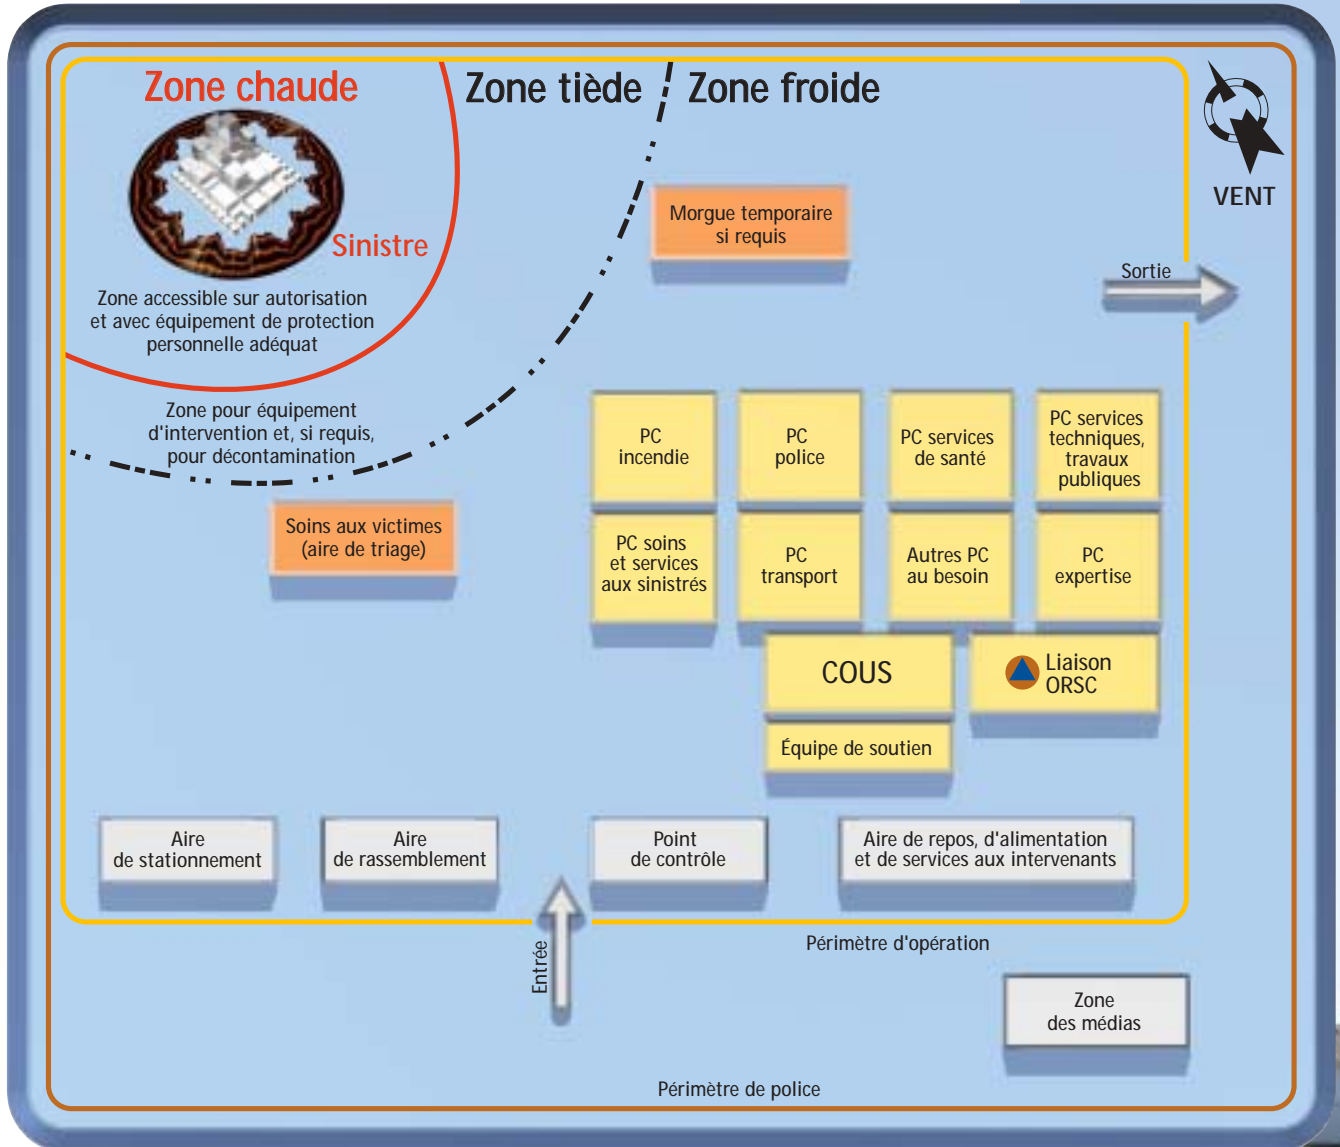 Zone chaude
Zone tiède
Zone froide
VENT
Sinistre
Zone accessible sur autorisation
et avec équipement de protection
personnelle adéquat
Morgue temporaire
si requis
Sortie
Zone pour équipement
d'intervention et, si requis,
pour décontamination
PC
incendie
PC
police
PC services
de santé
PC services
techniques,
travaux
publiques
Soins aux victimes
(aire de triage)
PC soins
et services
aux sinistrés
PC
transport
Autres PC
au besoin
PC
expertise
COUS
Liaison
ORSC
Équipe de soutien
Aire
de stationnement
Aire
de rassemblement
Point
de contrôle
Aire de repos, d'alimentation
et de services aux intervenants
Entrée
Périmètre d'opération
Zone
des médias
Périmètre de police